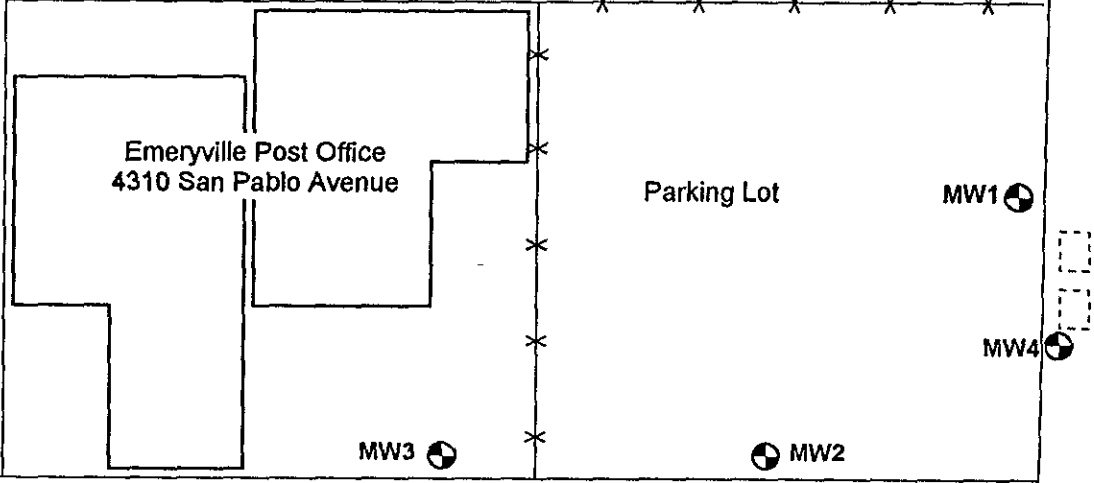 Emeryville Post Office
4310 San Pablo Avenue
Parking Lot
MW1
MW4
MW3
MW2